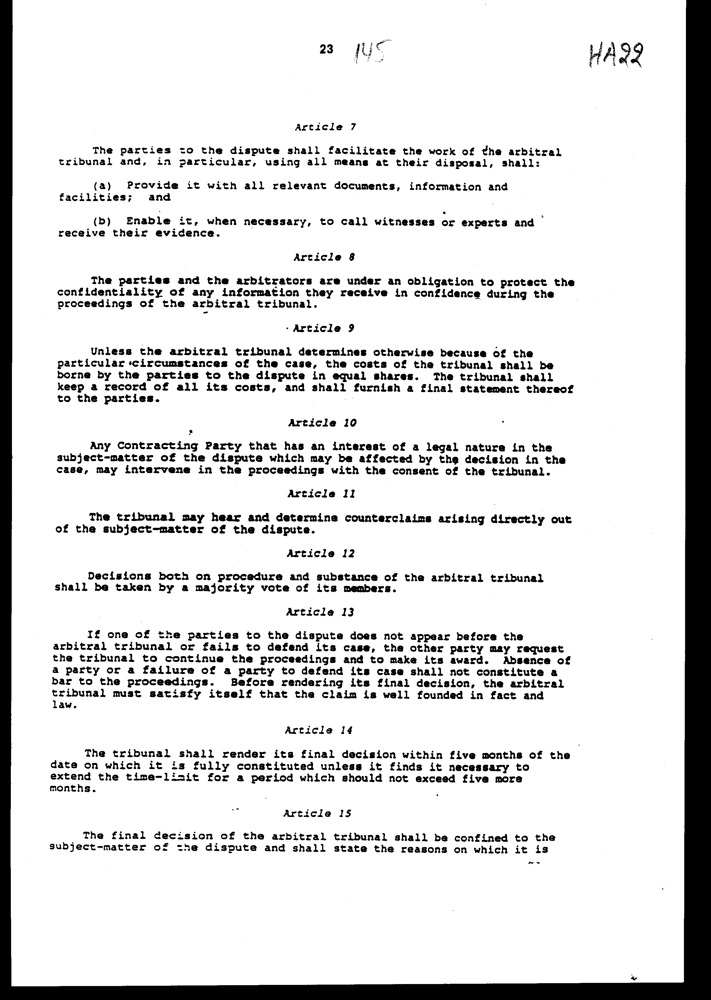 23 145 HA22
Article 7
The parties to the dispute shall facilitate the work of the arbitral
tribunal and, in particular, using all means at their disposal, shall:
(a) Provide it with all relevant documents, information and
facilities; and
(b) Enable it, when necessary, to call witnesses or experts and
receive their evidence.
Article 8
The parties and the arbitrators are under an obligation to protect the
confidentiality of any information they receive in confidence during the
proceedings of the arbitral tribunal.
Article 9
Unless the arbitral tribunal determines otherwise because of the
particular circumstances of the case, the costs of the tribunal shall be
borne by the parties to the dispute in equal shares. The tribunal shall
keep a record of all its costs, and shall furnish a final statement thereof
to the parties.
Article 10
Any Contracting Party that has an interest of a legal nature in the
subject-matter of the dispute which may be affected by the decision in the
case, may intervene in the proceedings with the consent of the tribunal.
Article 11
The tribunal may hear and determine counterclaims arising directly out
of the subject-matter of the dispute.
Article 12
Decisions both on procedure and substance of the arbitral tribunal
shall be taken by a majority vote of its members.
Article 13
If one of the parties to the dispute does not appear before the
arbitral tribunal or fails to defend its case, the other party may request
the tribunal to continue the proceedings and to make its award. Absence of
a party or a failure of a party to defend its case shall not constitute a
bar to the proceedings. Before rendering its final decision, the arbitral
tribunal must satisfy itself that the claim is well founded in fact and
law.
Article 14
The tribunal shall render its final decision within five months of the
date on which it is fully constituted unless it finds it necessary to
extend the time-limit for a period which should not exceed five more
months.
Article 15
The final decision of the arbitral tribunal shall be confined to the
subject-matter of the dispute and shall state the reasons on which it is